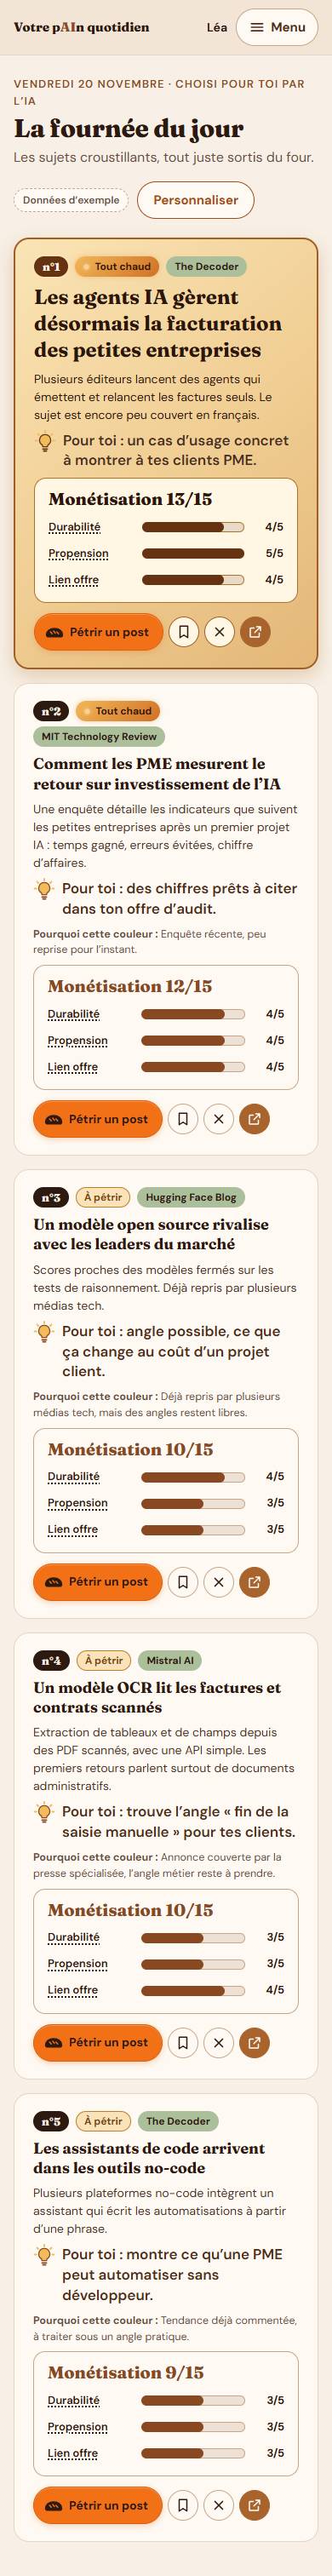 Votre pAIn quotidien
Léa
Menu
VENDREDI 20 NOVEMBRE · CHOISI POUR TOI PAR
L’IA
La fournée du jour
Les sujets croustillants, tout juste sortis du four.
Données d’exemple
Personnaliser
n°1
Tout chaud
The Decoder
Les agents IA gèrent
désormais la facturation
des petites entreprises
Plusieurs éditeurs lancent des agents qui
émettent et relancent les factures seuls. Le
sujet est encore peu couvert en français.
Pour toi : un cas d’usage concret
à montrer à tes clients PME.
Monétisation 13/15
Durabilité 4/5
Propension 5/5
Lien offre 4/5
Pétrir un post
n°2
Tout chaud
MIT Technology Review
Comment les PME mesurent le
retour sur investissement de l’IA
Une enquête détaille les indicateurs que suivent
les petites entreprises après un premier projet
IA : temps gagné, erreurs évitées, chiffre
d’affaires.
Pour toi : des chiffres prêts à citer
dans ton offre d’audit.
Pourquoi cette couleur : Enquête récente, peu
reprise pour l’instant.
Monétisation 12/15
Durabilité 4/5
Propension 4/5
Lien offre 4/5
Pétrir un post
n°3
À pétrir
Hugging Face Blog
Un modèle open source rivalise
avec les leaders du marché
Scores proches des modèles fermés sur les
tests de raisonnement. Déjà repris par plusieurs
médias tech.
Pour toi : angle possible, ce que
ça change au coût d’un projet
client.
Pourquoi cette couleur : Déjà repris par plusieurs
médias tech, mais des angles restent libres.
Monétisation 10/15
Durabilité 4/5
Propension 3/5
Lien offre 3/5
Pétrir un post
n°4
À pétrir
Mistral AI
Un modèle OCR lit les factures et
contrats scannés
Extraction de tableaux et de champs depuis
des PDF scannés, avec une API simple. Les
premiers retours parlent surtout de documents
administratifs.
Pour toi : trouve l’angle « fin de la
saisie manuelle » pour tes clients.
Pourquoi cette couleur : Annonce couverte par la
presse spécialisée, l’angle métier reste à prendre.
Monétisation 10/15
Durabilité 3/5
Propension 3/5
Lien offre 4/5
Pétrir un post
n°5
À pétrir
The Decoder
Les assistants de code arrivent
dans les outils no-code
Plusieurs plateformes no-code intègrent un
assistant qui écrit les automatisations à partir
d’une phrase.
Pour toi : montre ce qu’une PME
peut automatiser sans
développeur.
Pourquoi cette couleur : Tendance déjà commentée,
à traiter sous un angle pratique.
Monétisation 9/15
Durabilité 3/5
Propension 3/5
Lien offre 3/5
Pétrir un post